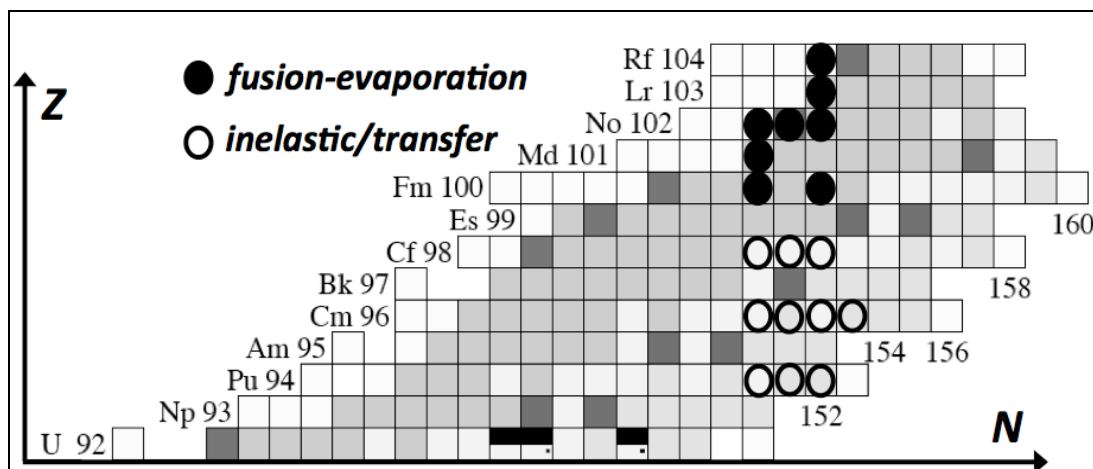 Rf 104
fusion-evaporation
Lr 103
Z
No 102
inelastic/transfer
Md 101
Fm 100
Es 99
160
Cf 98
Bk 97
158
Cm 96
Am 95
154 156
Pu 94
Np 93
152
N
U 92